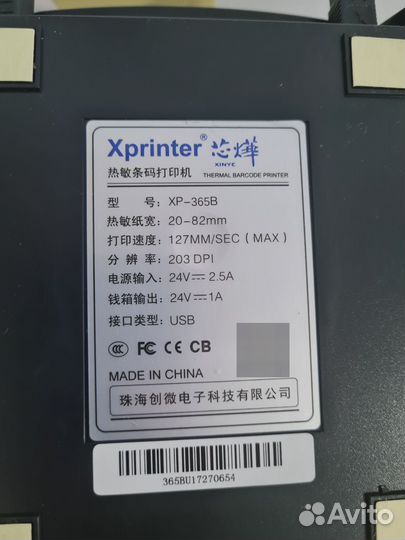 Xprinter® 芯烨
XINYE
热敏条码打印机 THERMAL BARCODE PRINTER
型 号: XP-365B
热敏纸宽: 20-82mm
打印速度: 127MM/SEC (MAX)
分 辨 率: 203 DPI
电源输入: 24V⎓2.5A
钱箱输出: 24V⎓1A
接口类型: USB
CCC FC CE CB
MADE IN CHINA
珠海创微电子科技有限公司
365BU17270654
Avito